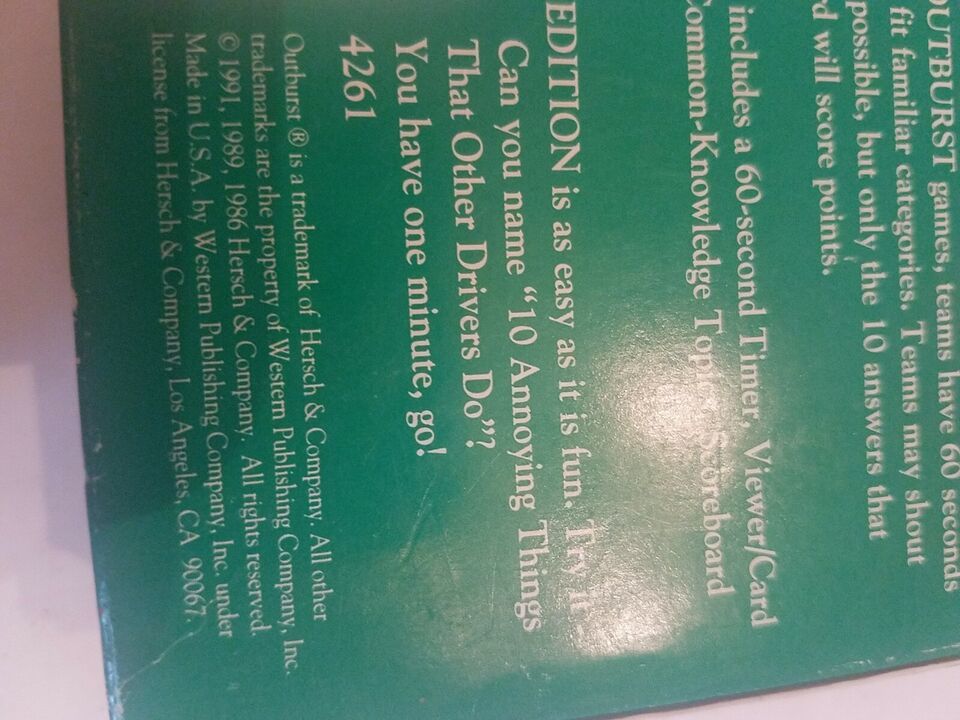 OUTBURST games, teams have 60 seconds
fit familiar categories. Teams may shout
possible, but only the 10 answers that
will score points.
includes a 60-second Timer, Viewer/Card
Common-Knowledge Topics, Scoreboard
EDITION is as easy as it is fun. Try it
Can you name "10 Annoying Things
That Other Drivers Do"?
You have one minute, go!
4261
Outburst ® is a trademark of Hersch & Company. All other
trademarks are the property of Western Publishing Company, Inc.
© 1991, 1989, 1986 Hersch & Company. All rights reserved.
Made in U.S.A. by Western Publishing Company, Inc. under
license from Hersch & Company, Los Angeles, CA 90067.